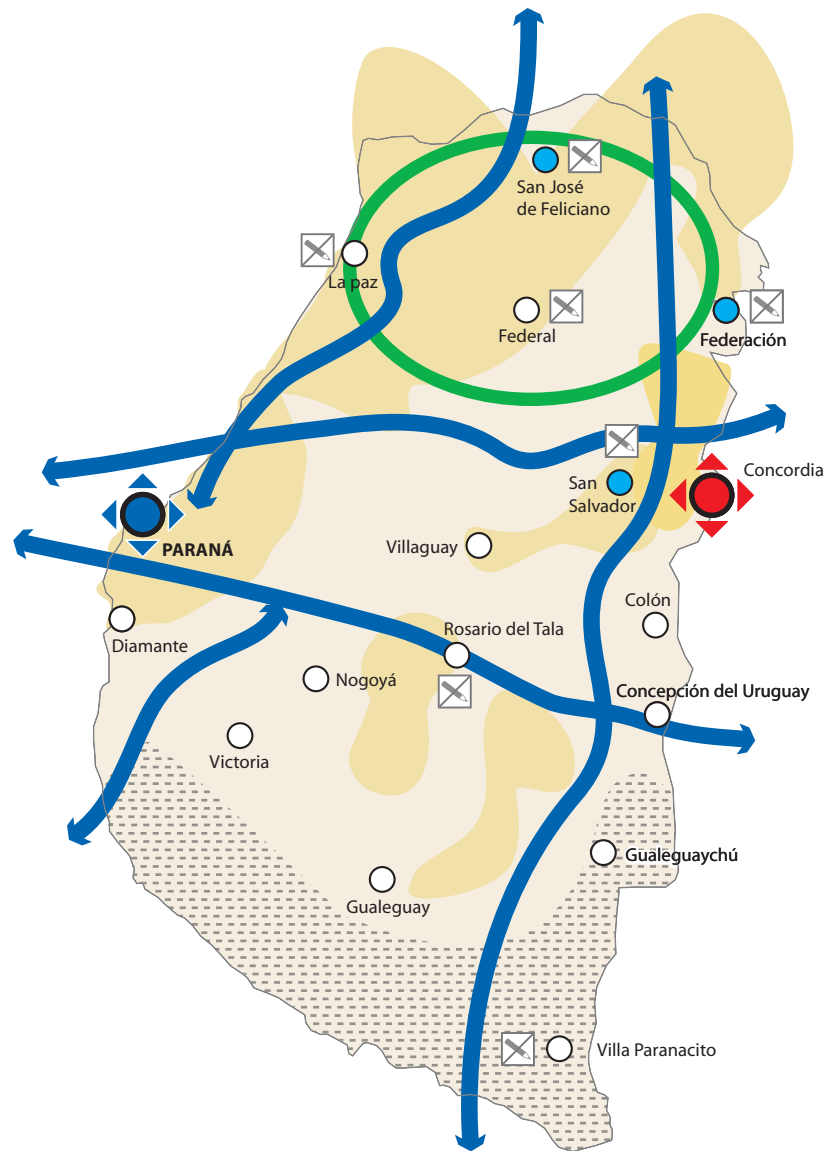 San José
de Feliciano
La paz
Federal
Federación
Concordia
San
Salvador
PARANÁ
Villaguay
Colón
Diamante
Rosario del Tala
Nogoyá
Concepción del Uruguay
Victoria
Gualeguaychú
Gualeguay
Villa Paranacito